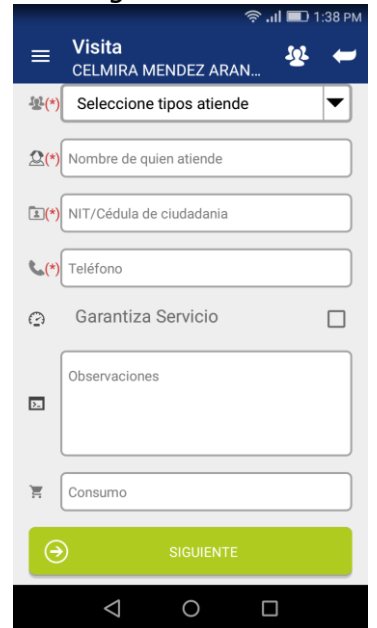 1:38 PM
Visita
CELMIRA MENDEZ ARAN...
(*) Seleccione tipos atiende
(*) Nombre de quien atiende
(*) NIT/Cédula de ciudadania
(*) Teléfono
Garantiza Servicio
Observaciones
Consumo
SIGUIENTE